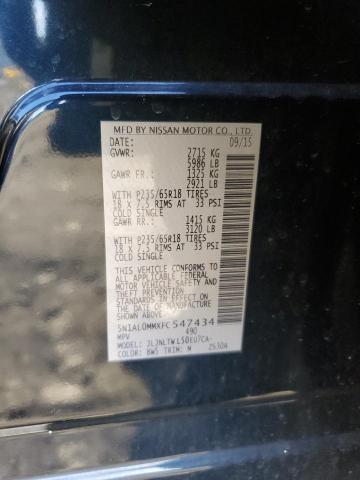 MFD BY NISSAN MOTOR CO., LTD.
DATE: 09/15
GVWR: 2715 KG
5986 LB
GAWR FR.: 1325 KG
2921 LB
WITH P235/65R18 TIRES
18 X 7.5 RIMS AT 33 PSI
COLD SINGLE
GAWR RR.: 1415 KG
3120 LB
WITH P235/65R18 TIRES
18 X 7.5 RIMS AT 33 PSI
COLD SINGLE
THIS VEHICLE CONFORMS TO
ALL APPLICABLE FEDERAL
MOTOR VEHICLE SAFETY AND
THEFT PREVENTION
STANDARDS IN EFFECT ON
THE DATE OF MANUFACTURE
SHOWN ABOVE.
5N1AL0MMXFC547434
MPV 490
MODEL: JLJNLTWL50EU7CA-
COLOR: BW5 TRIM: M 2530A